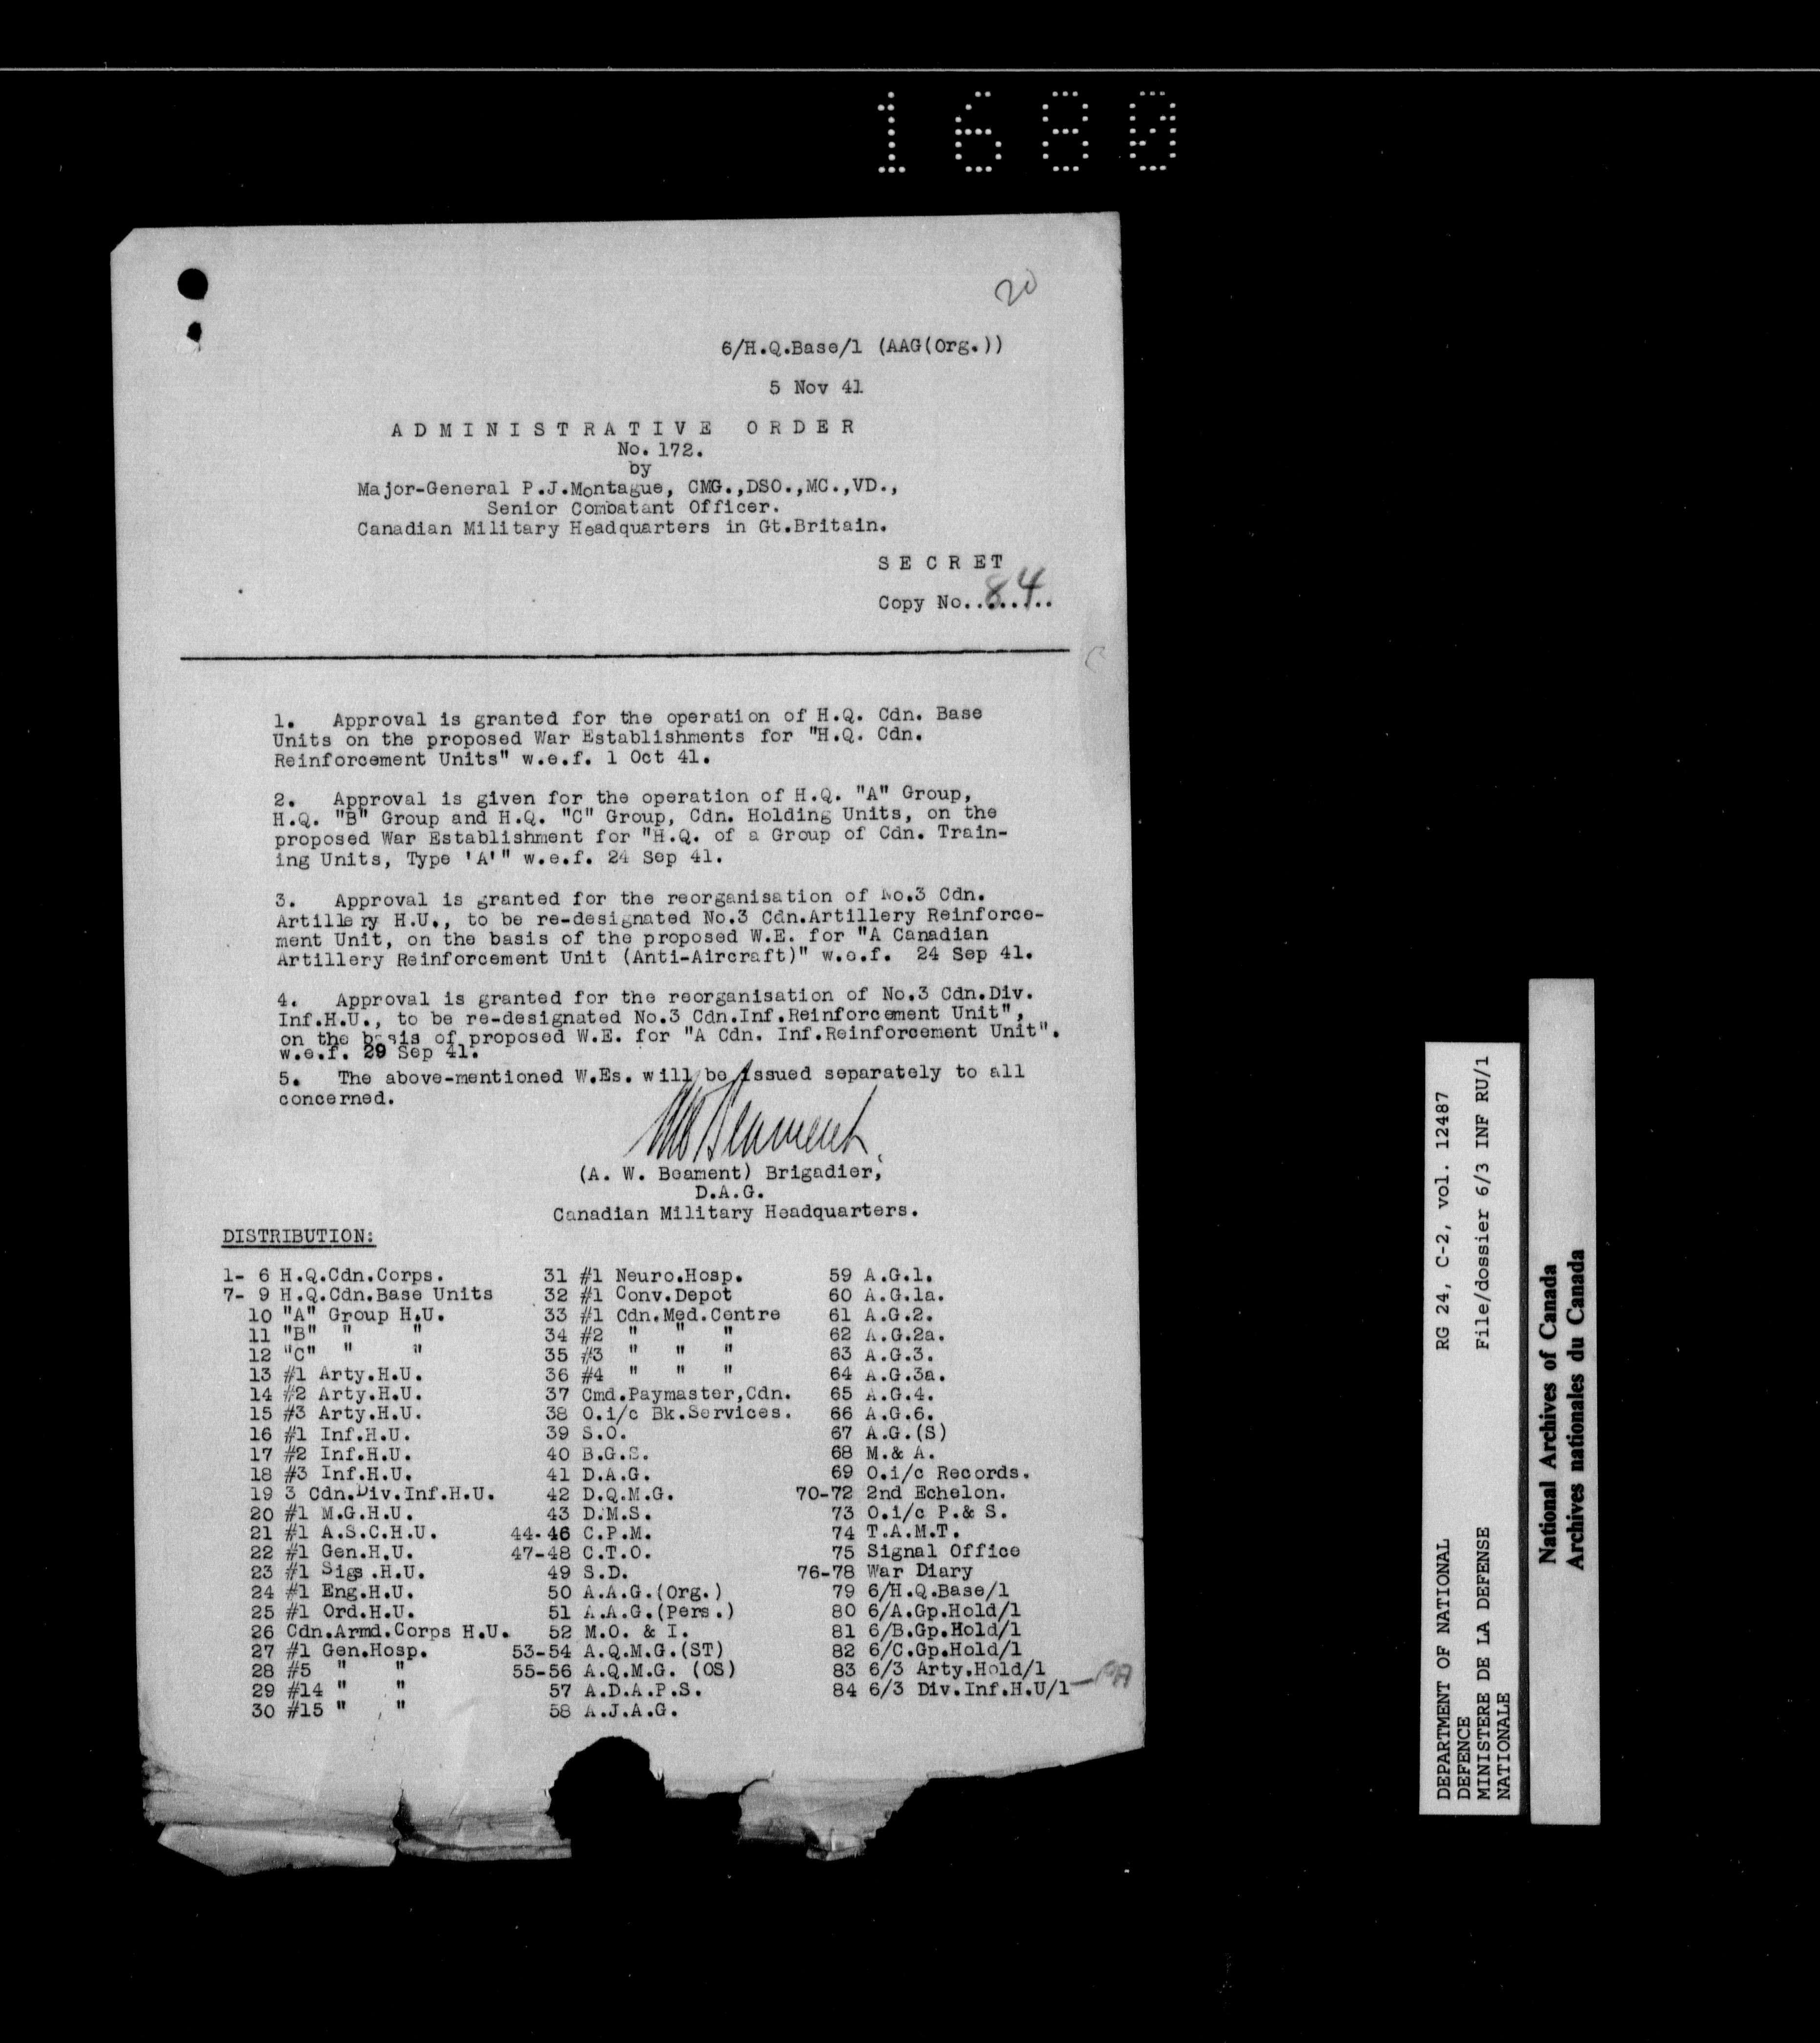 1680
20
6/H.Q.Base/1 (AAG(Org.))
5 Nov 41
ADMINISTRATIVE ORDER
No. 172.
by
Major-General P.J.Montague, CMG.,DSO.,MC.,VD.,
Senior Combatant Officer.
Canadian Military Headquarters in Gt.Britain.
SECRET
Copy No. 84
1. Approval is granted for the operation of H.Q. Cdn. Base
Units on the proposed War Establishments for "H.Q. Cdn.
Reinforcement Units" w.e.f. 1 Oct 41.
2. Approval is given for the operation of H.Q. "A" Group,
H.Q. "B" Group and H.Q. "C" Group, Cdn. Holding Units, on the
proposed War Establishment for "H.Q. of a Group of Cdn. Train-
ing Units, Type 'A'" w.e.f. 24 Sep 41.
3. Approval is granted for the reorganisation of No.3 Cdn.
Artillery H.U., to be re-designated No.3 Cdn.Artillery Reinforce-
ment Unit, on the basis of the proposed W.E. for "A Canadian
Artillery Reinforcement Unit (Anti-Aircraft)" w.e.f. 24 Sep 41.
4. Approval is granted for the reorganisation of No.3 Cdn.Div.
Inf.H.U., to be re-designated No.3 Cdn.Inf.Reinforcement Unit",
on the basis of proposed W.E. for "A Cdn. Inf.Reinforcement Unit".
w.e.f. 29 Sep 41.
5. The above-mentioned W.Es. will be issued separately to all
concerned.
(A. W. Beament) Brigadier,
D.A.G.
Canadian Military Headquarters.
DISTRIBUTION:
1- 6 H.Q.Cdn.Corps.
7- 9 H.Q.Cdn.Base Units
10 "A" Group H.U.
11 "B" " "
12 "C" " "
13 #1 Arty.H.U.
14 #2 Arty.H.U.
15 #3 Arty.H.U.
16 #1 Inf.H.U.
17 #2 Inf.H.U.
18 #3 Inf.H.U.
19 3 Cdn.Div.Inf.H.U.
20 #1 M.G.H.U.
21 #1 A.S.C.H.U.
22 #1 Gen.H.U.
23 #1 Sigs.H.U.
24 #1 Eng.H.U.
25 #1 Ord.H.U.
26 Cdn.Armd.Corps H.U.
27 #1 Gen.Hosp.
28 #5 " "
29 #14 " "
30 #15 " "
31 #1 Neuro.Hosp.
32 #1 Conv.Depot
33 #1 Cdn.Med.Centre
34 #2 " " "
35 #3 " " "
36 #4 " " "
37 Cmd.Paymaster,Cdn.
38 O.i/c Bk.Services.
39 S.O.
40 B.G.S.
41 D.A.G.
42 D.Q.M.G.
43 D.M.S.
44-46 C.P.M.
47-48 C.T.O.
49 S.D.
50 A.A.G.(Org.)
51 A.A.G.(Pers.)
52 M.O. & I.
53-54 A.Q.M.G.(ST)
55-56 A.Q.M.G. (OS)
57 A.D.A.P.S.
58 A.J.A.G.
59 A.G.1.
60 A.G.1a.
61 A.G.2.
62 A.G.2a.
63 A.G.3.
64 A.G.3a.
65 A.G.4.
66 A.G.6.
67 A.G.(S)
68 M.& A.
69 O.i/c Records.
70-72 2nd Echelon.
73 O.i/c P.& S.
74 T.A.M.T.
75 Signal Office
76-78 War Diary
79 6/H.Q.Base/1
80 6/A.Gp.Hold/1
81 6/B.Gp.Hold/1
82 6/C.Gp.Hold/1
83 6/3 Arty.Hold/1
84 6/3 Div.Inf.H.U/1
DEPARTMENT OF NATIONAL
DEFENCE
MINISTERE DE LA DEFENSE
NATIONALE
RG 24, C-2, vol. 12487
File/dossier 6/3 INF RU/1
National Archives of Canada
Archives nationales du Canada